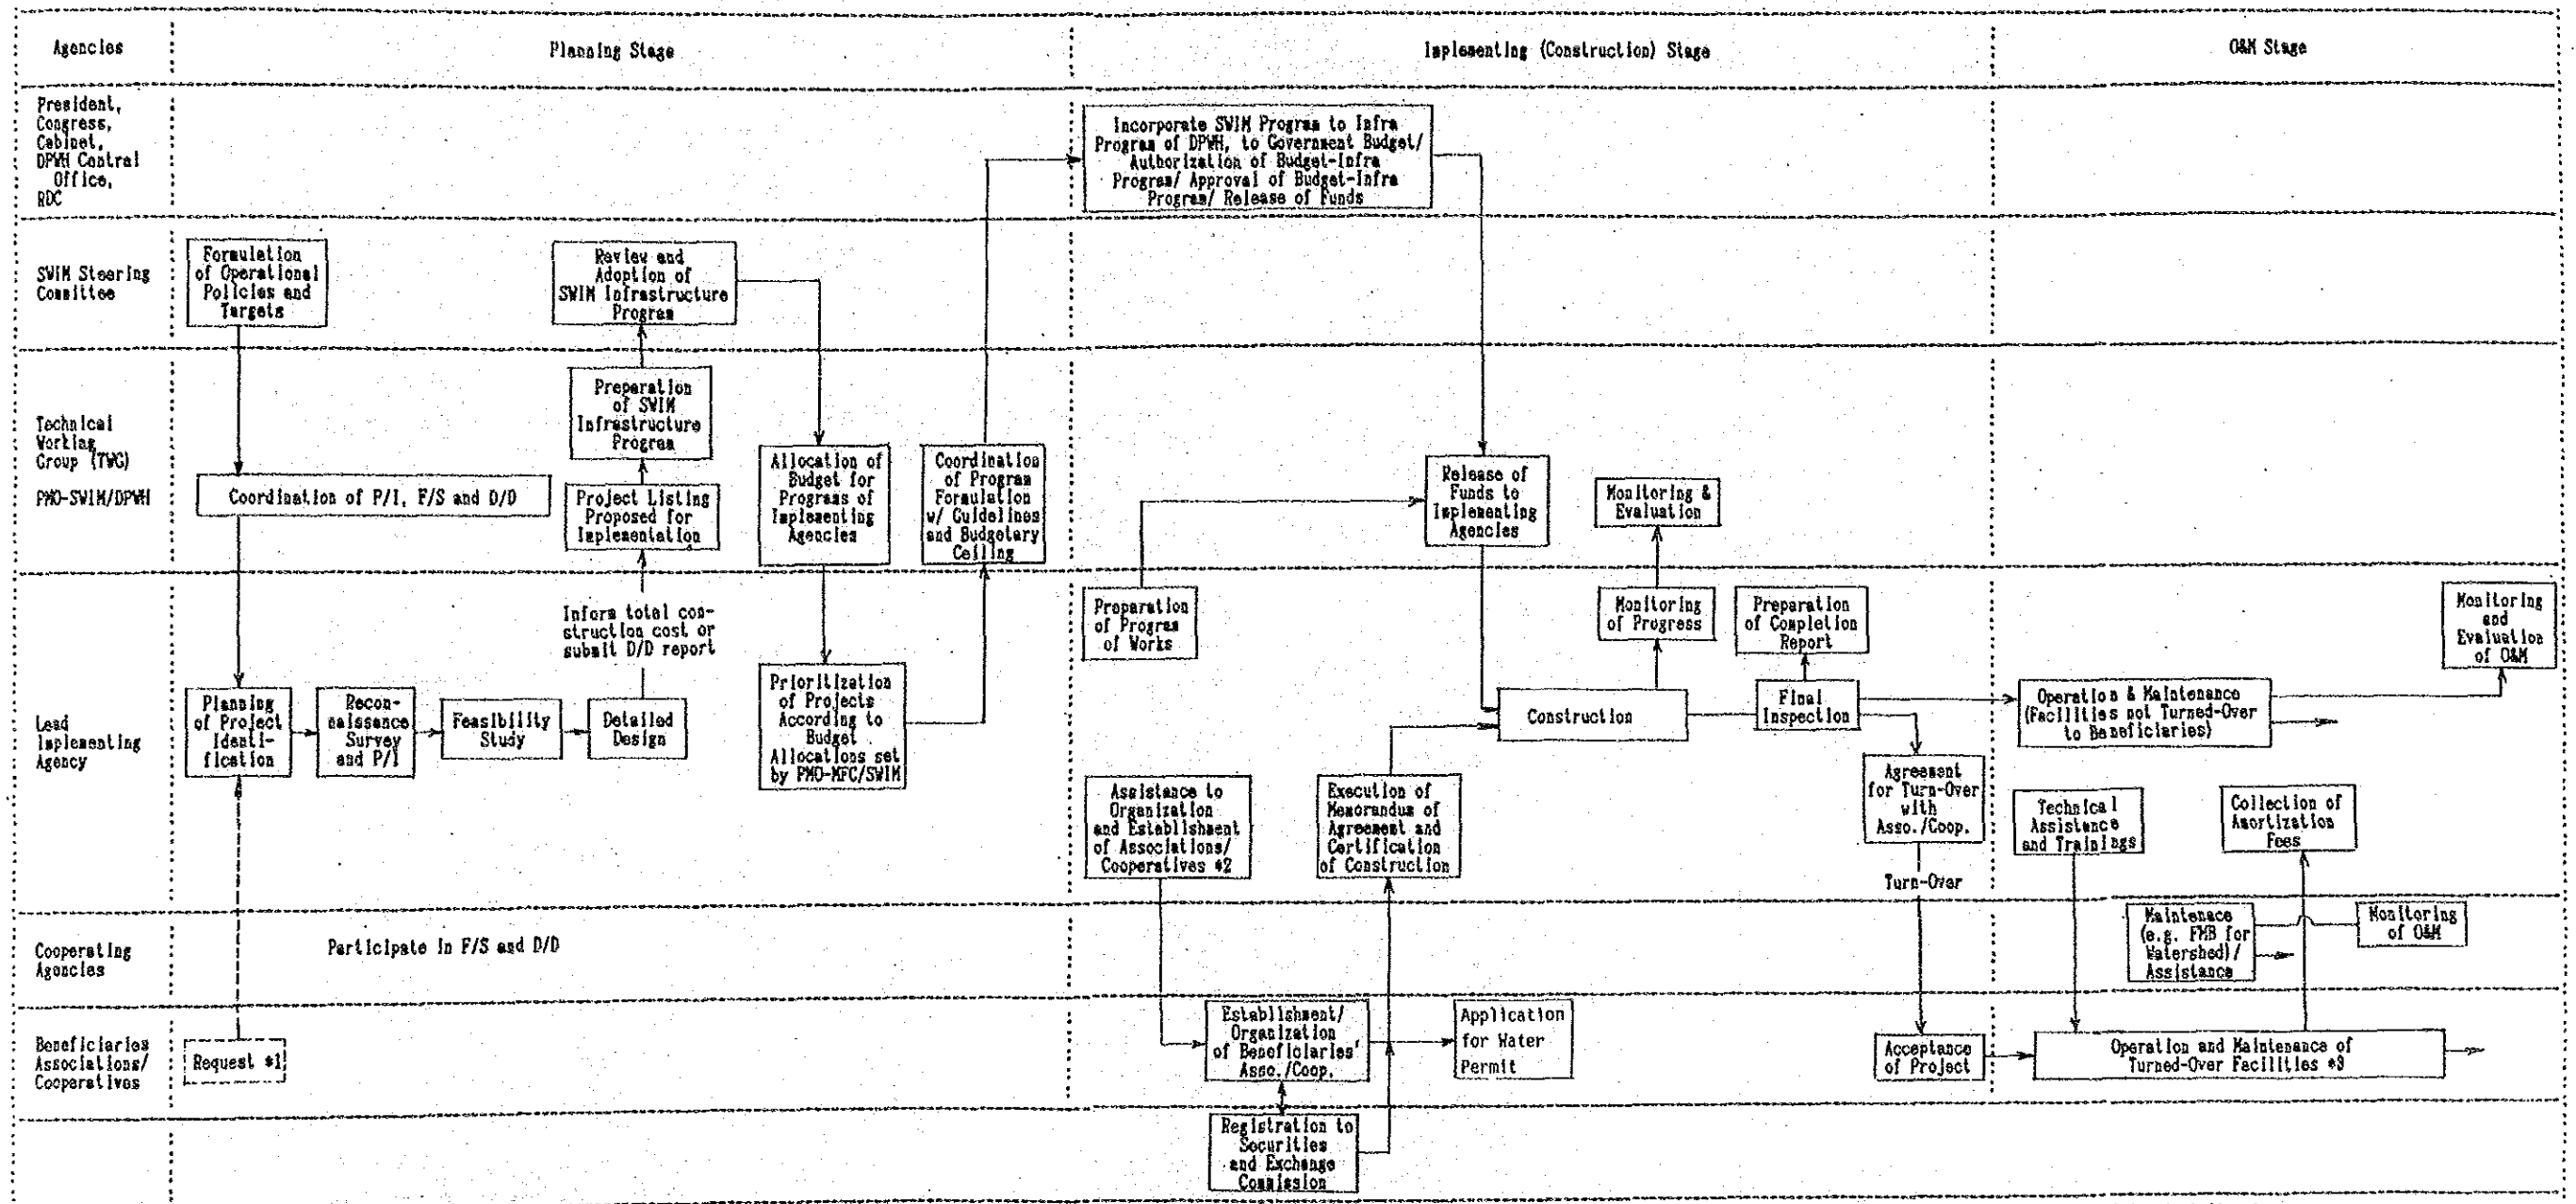 Agencies
Planning Stage
Implementing (Construction) Stage
O&M Stage
President,
Congress,
Cabinet,
DPWH Central
Office,
RDC
Incorporate SWIM Program to Infra
Program of DPWH, to Government Budget/
Authorization of Budget-Infra
Program/ Approval of Budget-Infra
Program/ Release of Funds
SWIM Steering
Committee
Formulation
of Operational
Policies and
Targets
Review and
Adoption of
SWIM Infrastructure
Program
Technical
Working
Group (TWG)
PMO-SWIM/DPWH
Coordination of P/I, F/S and D/D
Preparation
of SWIM
Infrastructure
Program
Project Listing
Proposed for
Implementation
Allocation of
Budget for
Programs of
Implementing
Agencies
Coordination
of Program
Formulation
w/ Guidelines
and Budgetary
Ceiling
Release of
Funds to
Implementing
Agencies
Monitoring &
Evaluation
Lead
Implementing
Agency
Planning
of Project
Identi-
fication
Recon-
naissance
Survey
and P/I
Feasibility
Study
Detailed
Design
Inform total con-
struction cost or
submit D/D report
Prioritization
of Projects
According to
Budget
Allocations set
by PMO-MFC/SWIM
Preparation
of Program
of Works
Assistance to
Organization
and Establishment
of Associations/
Cooperatives *2
Execution of
Memorandum of
Agreement and
Certification
of Construction
Construction
Monitoring
of Progress
Preparation
of Completion
Report
Final
Inspection
Agreement
for Turn-Over
with
Asso./Coop.
Turn-Over
Operation & Maintenance
(Facilities not Turned-Over
to Beneficiaries)
Monitoring
and
Evaluation
of O&M
Technical
Assistance
and Trainings
Collection of
Amortization
Fees
Cooperating
Agencies
Participate in F/S and D/D
Maintenace
(e.g. FMB for
Watershed)/
Assistance
Monitoring
of O&M
Beneficiaries
Associations/
Cooperatives
Request *1
Establishment/
Organization
of Beneficiaries'
Asso./Coop.
Application
for Water
Permit
Acceptance
of Project
Operation and Maintenance of
Turned-Over Facilities *3
Registration to
Securities
and Exchange
Commission